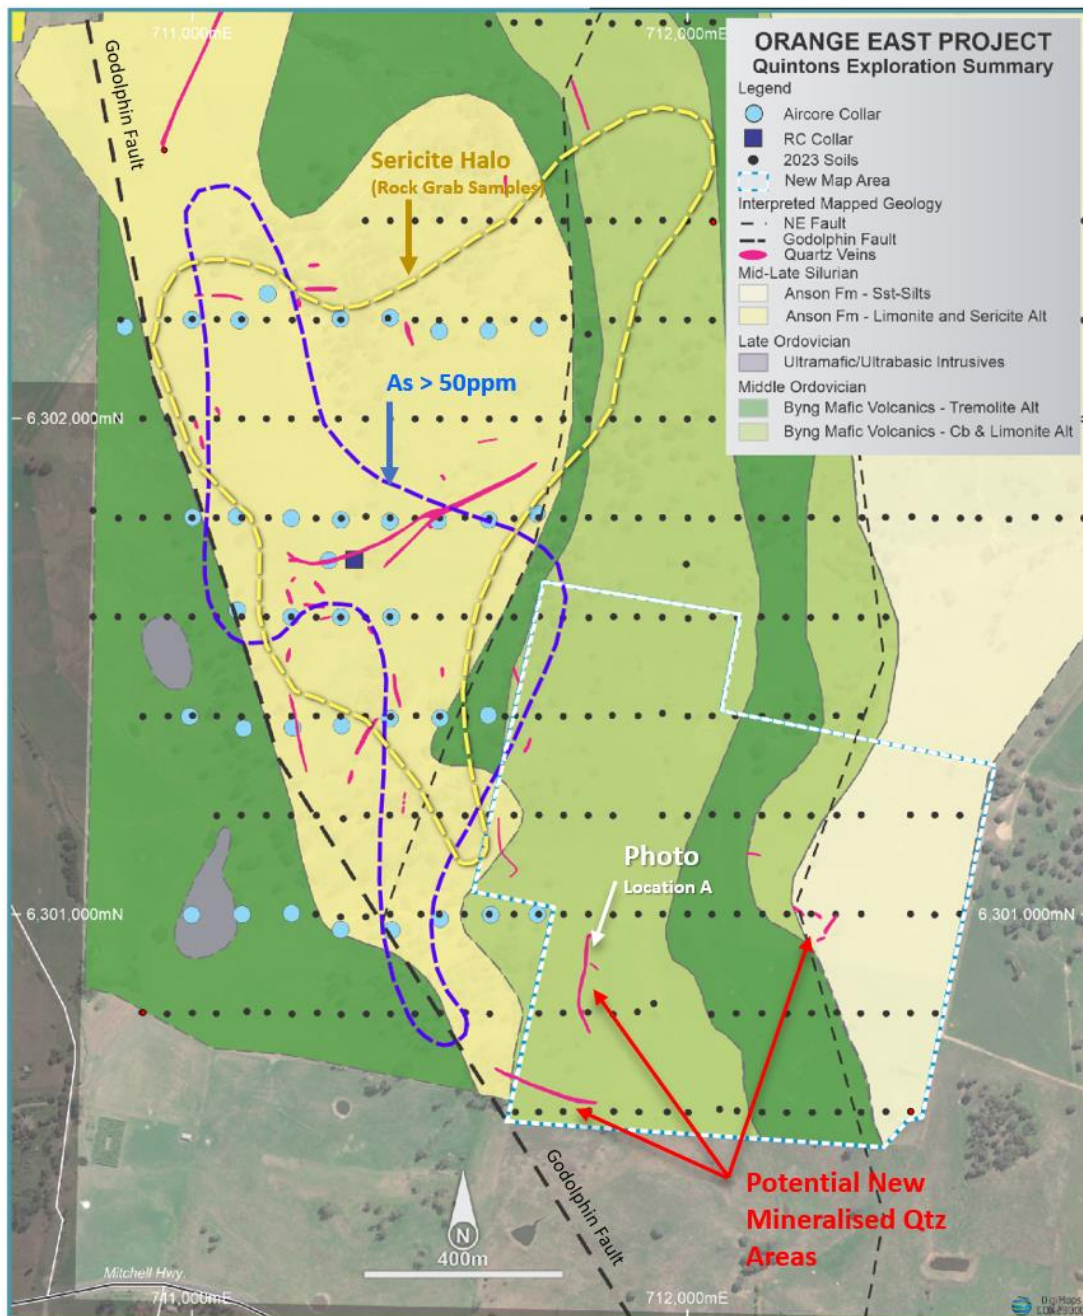 711,000mE
712,000mE
Godolphin Fault
ORANGE EAST PROJECT
Quintons Exploration Summary
Legend
Aircore Collar
RC Collar
2023 Soils
New Map Area
Interpreted Mapped Geology
NE Fault
Godolphin Fault
Quartz Veins
Mid-Late Silurian
Anson Fm - Sst-Silts
Anson Fm - Limonite and Sericite Alt
Late Ordovician
Ultramafic/Ultrabasic Intrusives
Middle Ordovician
Byng Mafic Volcanics - Tremolite Alt
Byng Mafic Volcanics - Cb & Limonite Alt
Sericite Halo
(Rock Grab Samples)
As > 50ppm
6,302,000mN
Photo
Location A
6,301,000mN
6,301,000mN
Godolphin Fault
Potential New
Mineralised Qtz
Areas
N
400m
Mitchell Hwy
711,000mE
712,000mE
DigMaps